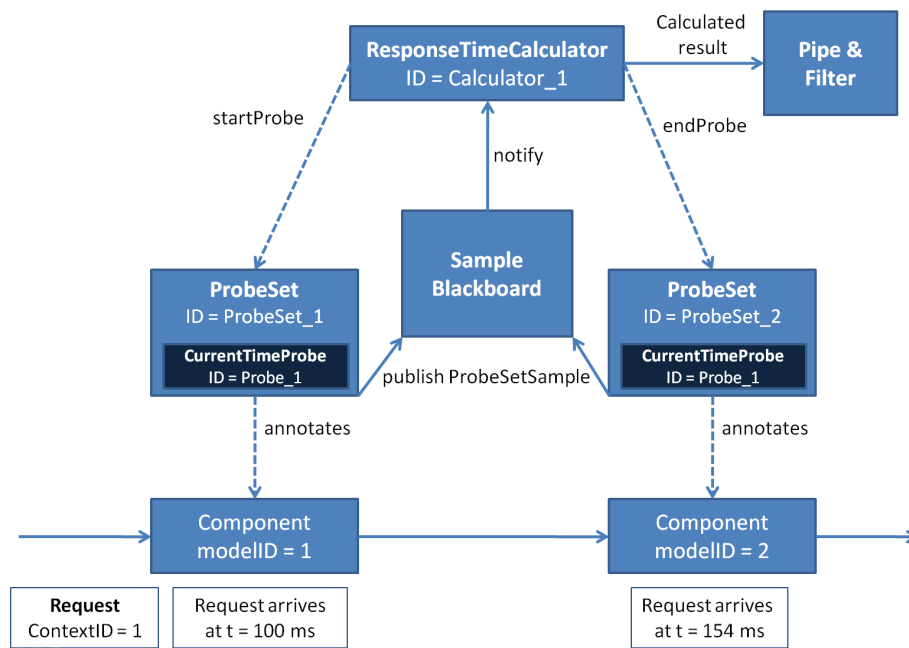 ResponseTimeCalculator
ID = Calculator_1
Calculated
result
Pipe &
Filter
startProbe
endProbe
notify
Sample
Blackboard
ProbeSet
ID = ProbeSet_1
CurrentTimeProbe
ID = Probe_1
ProbeSet
ID = ProbeSet_2
CurrentTimeProbe
ID = Probe_1
publish ProbeSetSample
annotates
annotates
Component
modelID = 1
Component
modelID = 2
Request
ContextID = 1
Request arrives
at t = 100 ms
Request arrives
at t = 154 ms